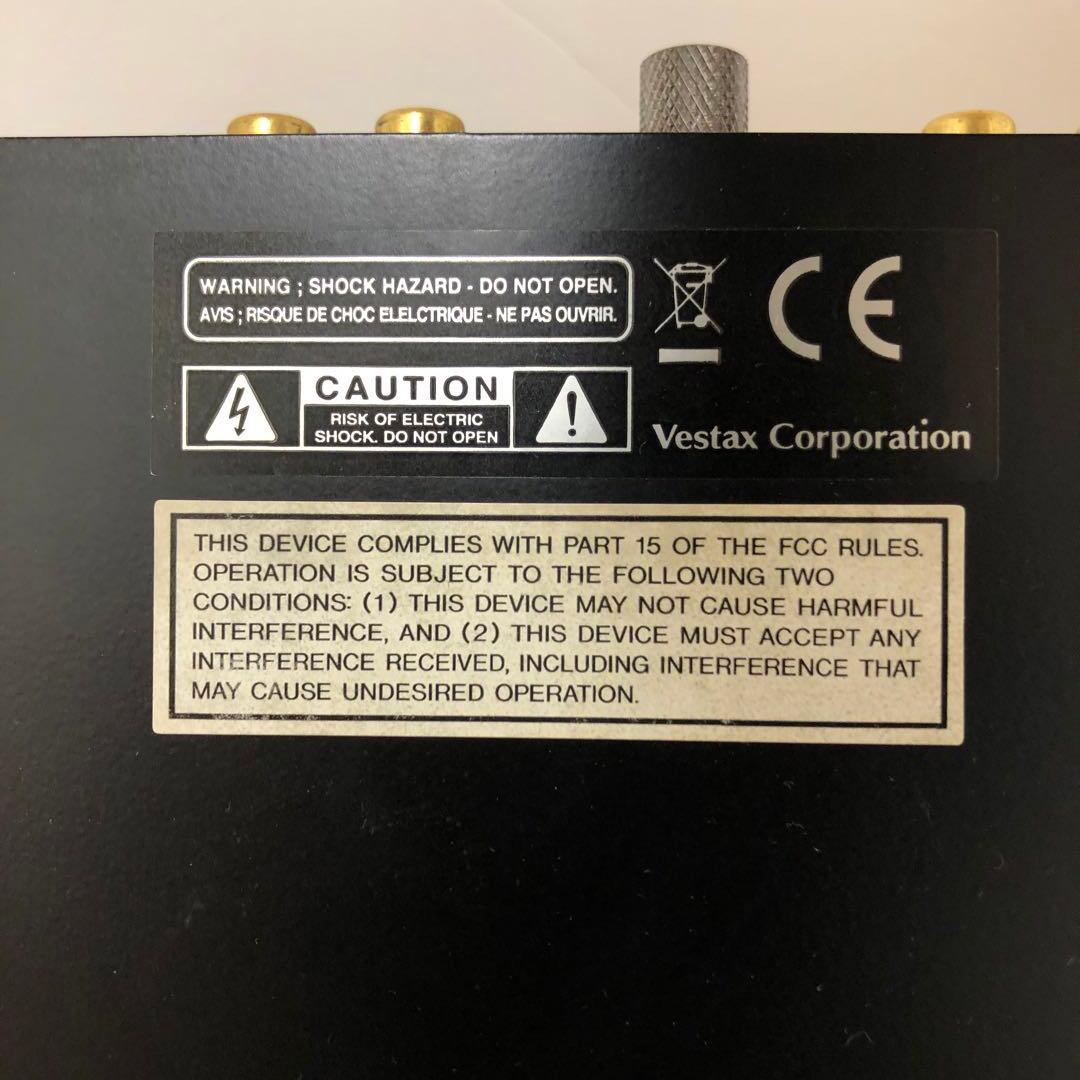 WARNING ; SHOCK HAZARD - DO NOT OPEN.
AVIS ; RISQUE DE CHOC ELELCTRIQUE - NE PAS OUVRIR.
CE
CAUTION
RISK OF ELECTRIC
SHOCK. DO NOT OPEN
Vestax Corporation
THIS DEVICE COMPLIES WITH PART 15 OF THE FCC RULES.
OPERATION IS SUBJECT TO THE FOLLOWING TWO
CONDITIONS: (1) THIS DEVICE MAY NOT CAUSE HARMFUL
INTERFERENCE, AND (2) THIS DEVICE MUST ACCEPT ANY
INTERFERENCE RECEIVED, INCLUDING INTERFERENCE THAT
MAY CAUSE UNDESIRED OPERATION.